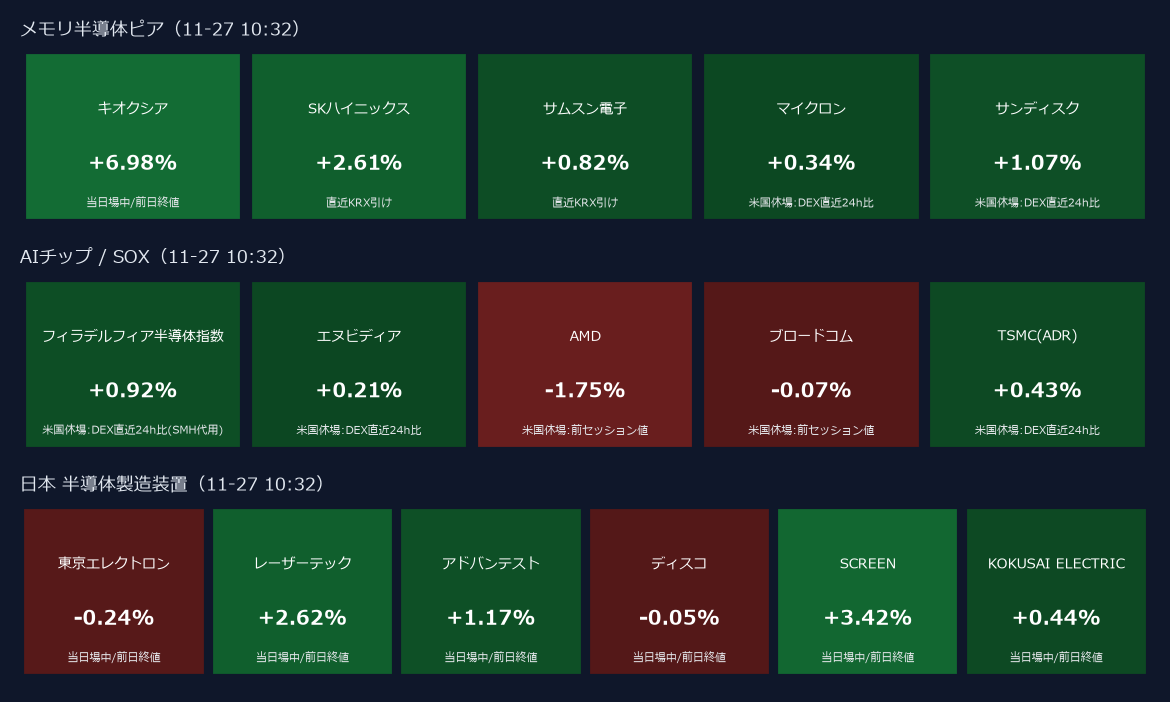 メモリ半導体ピア（11-27 10:32）
キオクシア
+6.98%
当日場中/前日終値
SKハイニックス
+2.61%
直近KRX引け
サムスン電子
+0.82%
直近KRX引け
マイクロン
+0.34%
米国休場:DEX直近24h比
サンディスク
+1.07%
米国休場:DEX直近24h比
AIチップ / SOX（11-27 10:32）
フィラデルフィア半導体指数
+0.92%
米国休場:DEX直近24h比(SMH代用)
エヌビディア
+0.21%
米国休場:DEX直近24h比
AMD
-1.75%
米国休場:前セッション値
ブロードコム
-0.07%
米国休場:前セッション値
TSMC(ADR)
+0.43%
米国休場:DEX直近24h比
日本 半導体製造装置（11-27 10:32）
東京エレクトロン
-0.24%
当日場中/前日終値
レーザーテック
+2.62%
当日場中/前日終値
アドバンテスト
+1.17%
当日場中/前日終値
ディスコ
-0.05%
当日場中/前日終値
SCREEN
+3.42%
当日場中/前日終値
KOKUSAI ELECTRIC
+0.44%
当日場中/前日終値